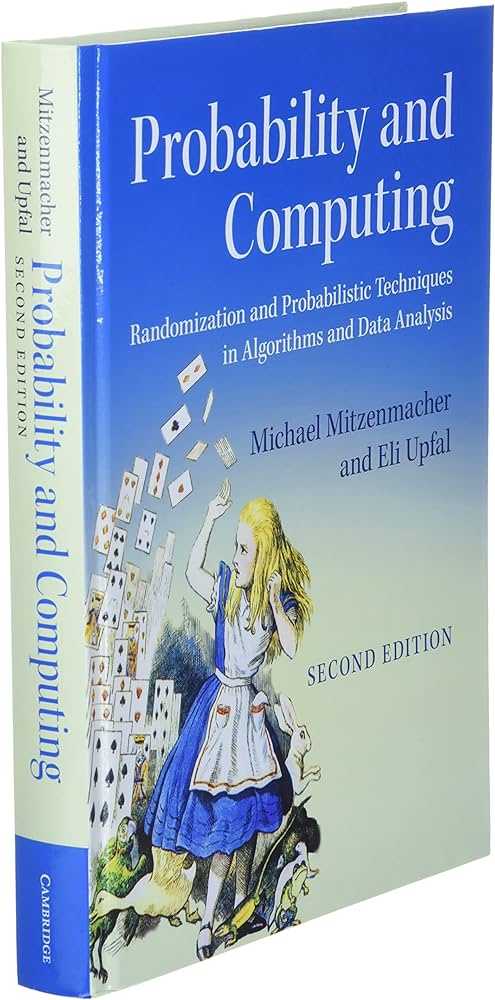 Probability and
Computing
Randomization and Probabilistic Techniques
in Algorithms and Data Analysis
Michael Mitzenmacher
and Eli Upfal
SECOND EDITION
Mitzenmacher
and Upfal
Probability and Computing
SECOND EDITION
CAMBRIDGE